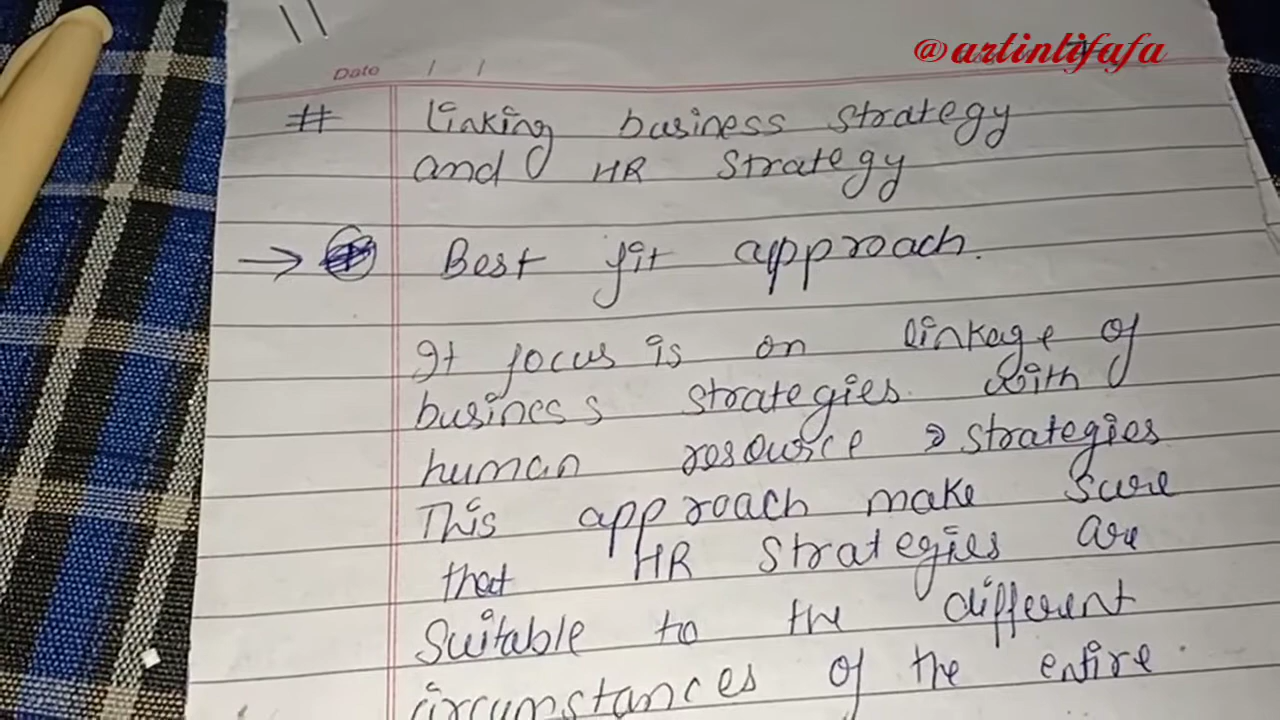 @artinlifafa
Date / /
# Linking business strategy
and HR Strategy
→ Best fit approach.
It focus is on linkage of
business strategies with
human resource strategies
This approach make sure
that HR strategies are
suitable to the different
circumstances of the entire